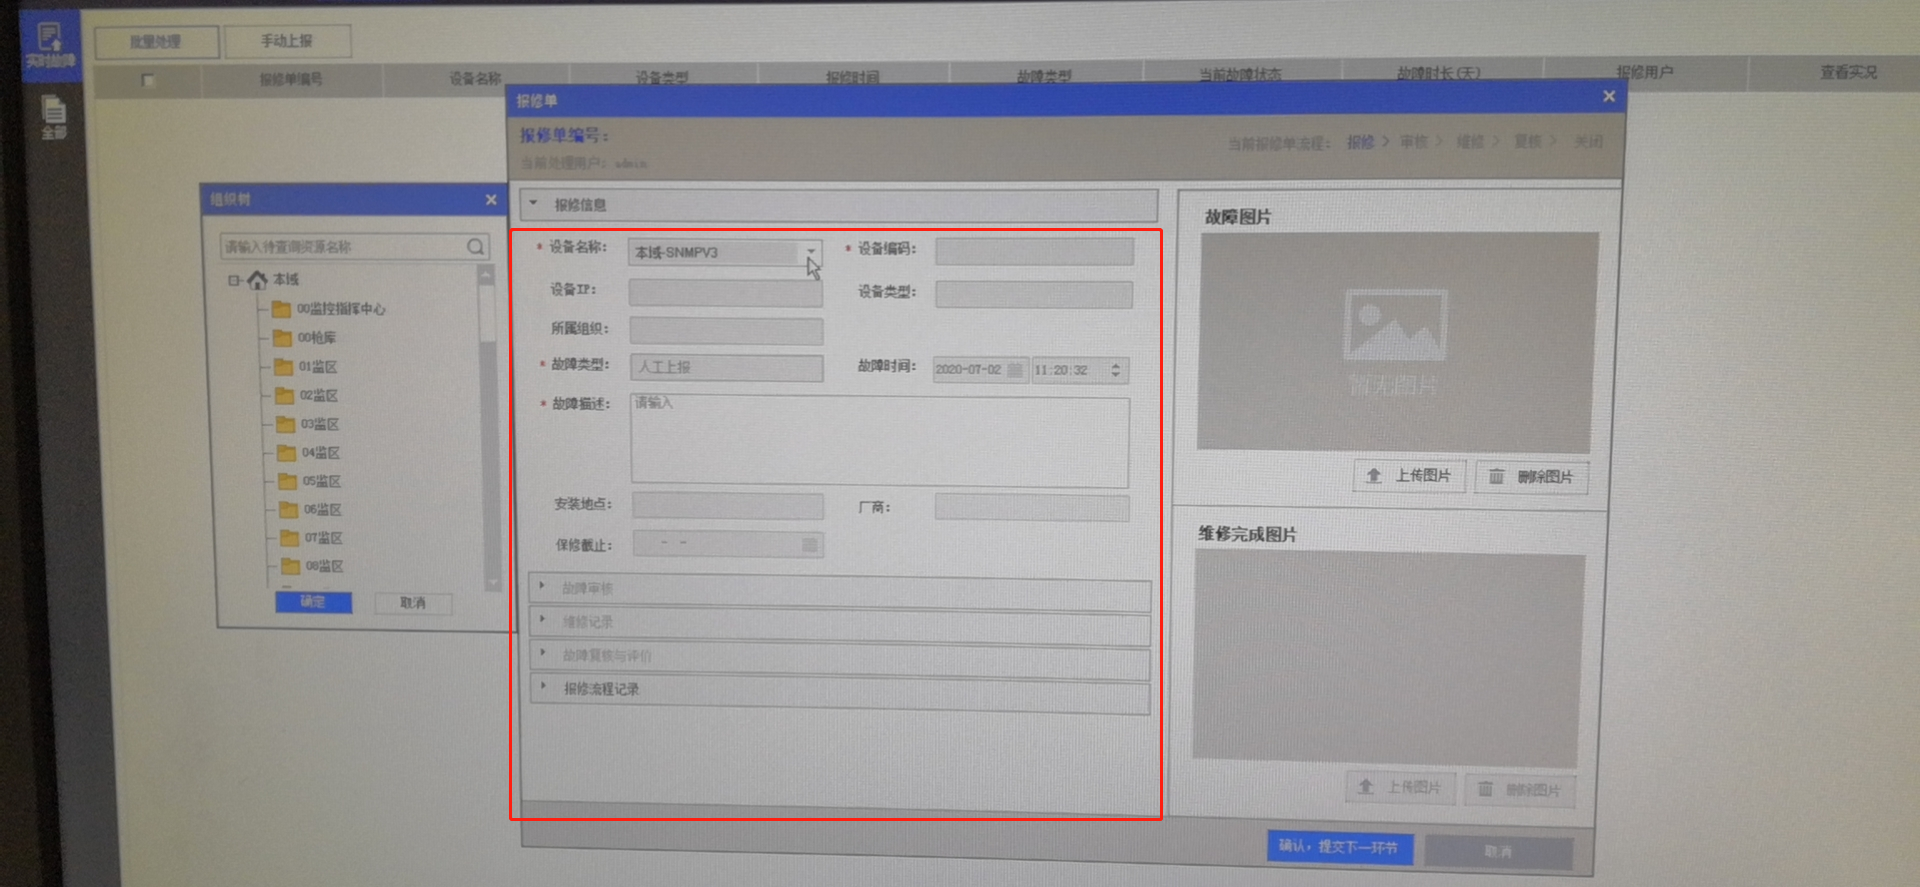 实时故障
全部
批量处理 手动上报
报修单编号 设备名称 设备类型 报修时间 故障类型 当前故障状态 故障时长(天) 报修用户 查看实况
报修单
报修单编号：
当前处理用户： admin
当前报修单流程： 报修 > 审核 > 维修 > 复核 > 关闭
组织树
请输入待查询资源名称
本域
00监控指挥中心
00枪库
01监区
02监区
03监区
04监区
05监区
06监区
07监区
08监区
确定 取消
报修信息
* 设备名称： 本域-SNMPV3 * 设备编码：
设备IP： 设备类型：
所属组织：
* 故障类型： 人工上报 故障时间： 2020-07-02 11:20:32
* 故障描述： 请输入
安装地点： 厂商：
保修截止： - -
故障审核
维修记录
故障复核与评价
报修流程记录
故障图片
暂无图片
上传图片 删除图片
维修完成图片
上传图片 删除图片
确认，提交下一环节 取消